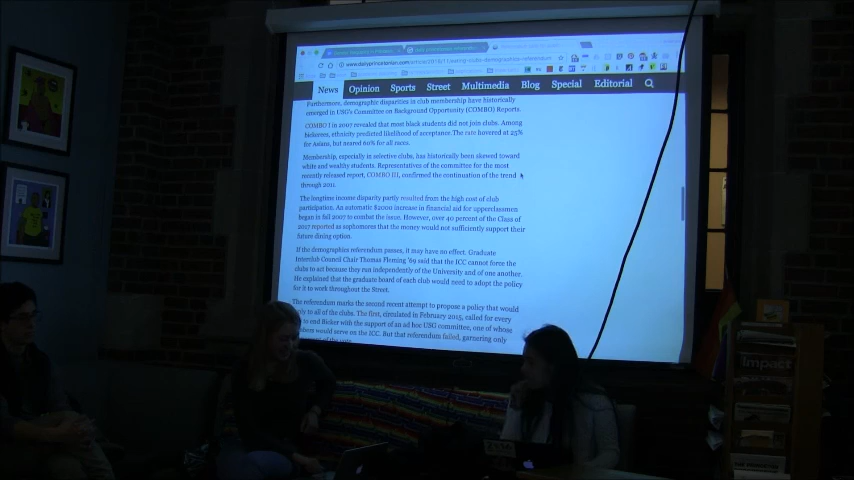 www.dailyprincetonian.com
News Opinion Sports Street Multimedia Blog Special Editorial
Furthermore, demographic disparities in club membership have historically
emerged in USG's Committee on Background Opportunity (COMBO) Reports.
COMBO I in 2007 revealed that most black students did not join clubs. Among
bickerees, ethnicity predicted likelihood of acceptance. The rate hovered at 25%
for Asians, but neared 60% for all races.
Membership, especially in selective clubs, has historically been skewed toward
white and wealthy students. Representatives of the committee for the most
recently released report, COMBO III, confirmed the continuation of the trend
through 2011.
The longtime income disparity partly resulted from the high cost of club
participation. An automatic $2000 increase in financial aid for upperclassmen
began in fall 2007 to combat the issue. However, over 40 percent of the Class of
2017 reported as sophomores that the money would not sufficiently support their
future dining option.
If the demographics referendum passes, it may have no effect. Graduate
Interclub Council Chair Thomas Fleming '69 said that the ICC cannot force the
clubs to act because they run independently of the University and of one another.
He explained that the graduate board of each club would need to adopt the policy
for it to work throughout the Street.
The referendum marks the second recent attempt to propose a policy that would
to all of the clubs. The first, circulated in February 2015, called for every
to end Bicker with the support of an ad hoc USG committee, one of whose
would serve on the ICC. But that referendum failed, garnering only
Impact